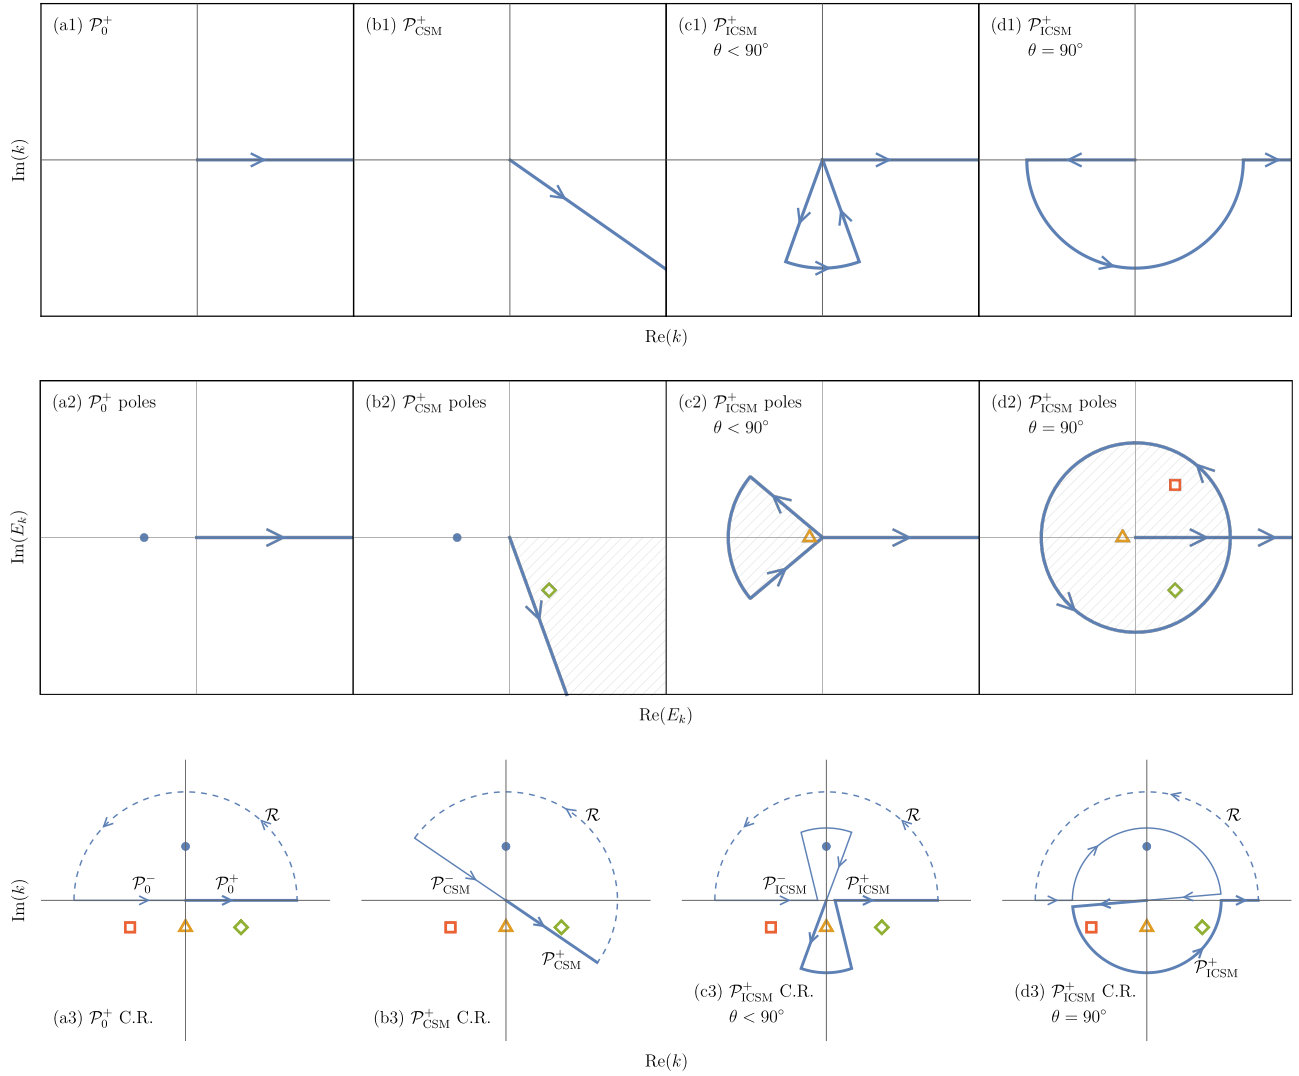 (a1) 𝒫₀⁺
(b1) 𝒫⁺_CSM
(c1) 𝒫⁺_ICSM
θ < 90°
(d1) 𝒫⁺_ICSM
θ = 90°
Im(k)
Re(k)
(a2) 𝒫₀⁺ poles
(b2) 𝒫⁺_CSM poles
(c2) 𝒫⁺_ICSM poles
θ < 90°
(d2) 𝒫⁺_ICSM poles
θ = 90°
Im(E_k)
Re(E_k)
ℛ
𝒫₀⁻
𝒫₀⁺
(a3) 𝒫₀⁺ C.R.
ℛ
𝒫⁻_CSM
𝒫⁺_CSM
(b3) 𝒫⁺_CSM C.R.
ℛ
𝒫⁻_ICSM
𝒫⁺_ICSM
(c3) 𝒫⁺_ICSM C.R.
θ < 90°
ℛ
𝒫⁺_ICSM
(d3) 𝒫⁺_ICSM C.R.
θ = 90°
Im(k)
Re(k)